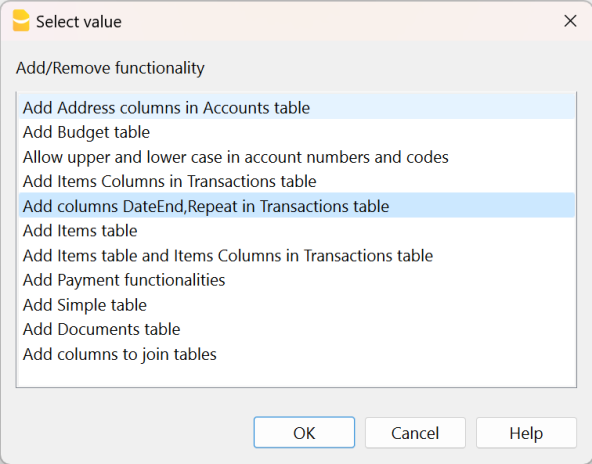 Select value
Add/Remove functionality
Add Address columns in Accounts table
Add Budget table
Allow upper and lower case in account numbers and codes
Add Items Columns in Transactions table
Add columns DateEnd,Repeat in Transactions table
Add Items table
Add Items table and Items Columns in Transactions table
Add Payment functionalities
Add Simple table
Add Documents table
Add columns to join tables
OK Cancel Help